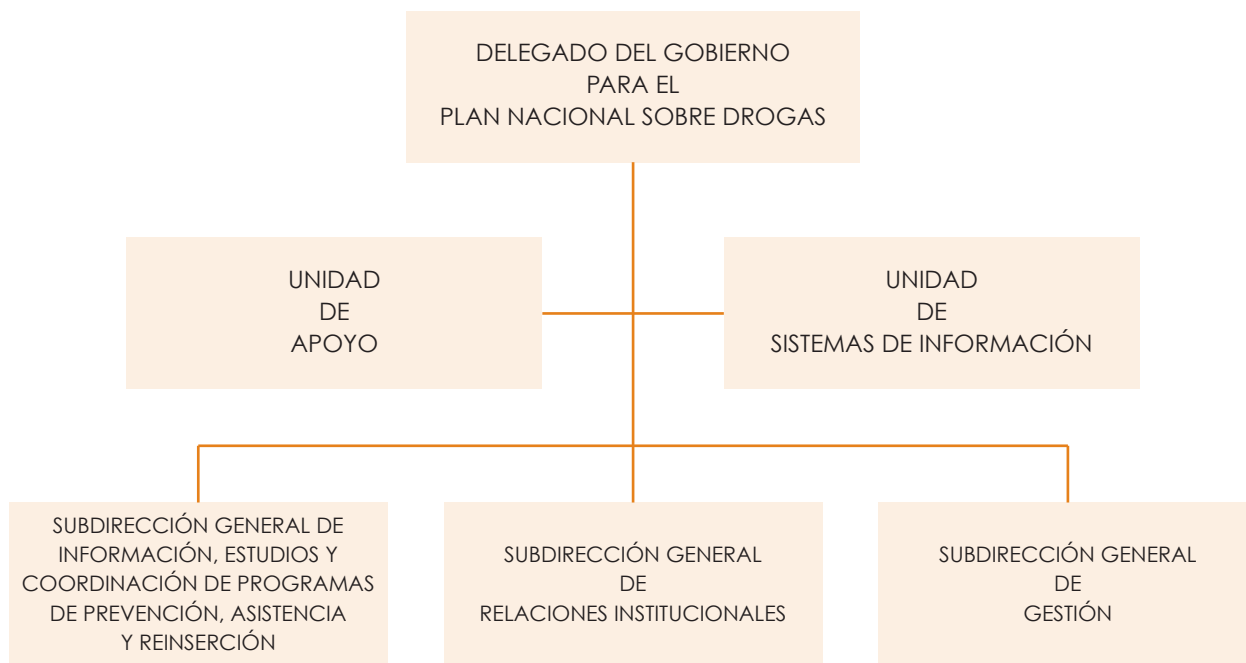 DELEGADO DEL GOBIERNO
PARA EL
PLAN NACIONAL SOBRE DROGAS
UNIDAD
DE
APOYO
UNIDAD
DE
SISTEMAS DE INFORMACIÓN
SUBDIRECCIÓN GENERAL DE
INFORMACIÓN, ESTUDIOS Y
COORDINACIÓN DE PROGRAMAS
DE PREVENCIÓN, ASISTENCIA
Y REINSERCIÓN
SUBDIRECCIÓN GENERAL
DE
RELACIONES INSTITUCIONALES
SUBDIRECCIÓN GENERAL
DE
GESTIÓN